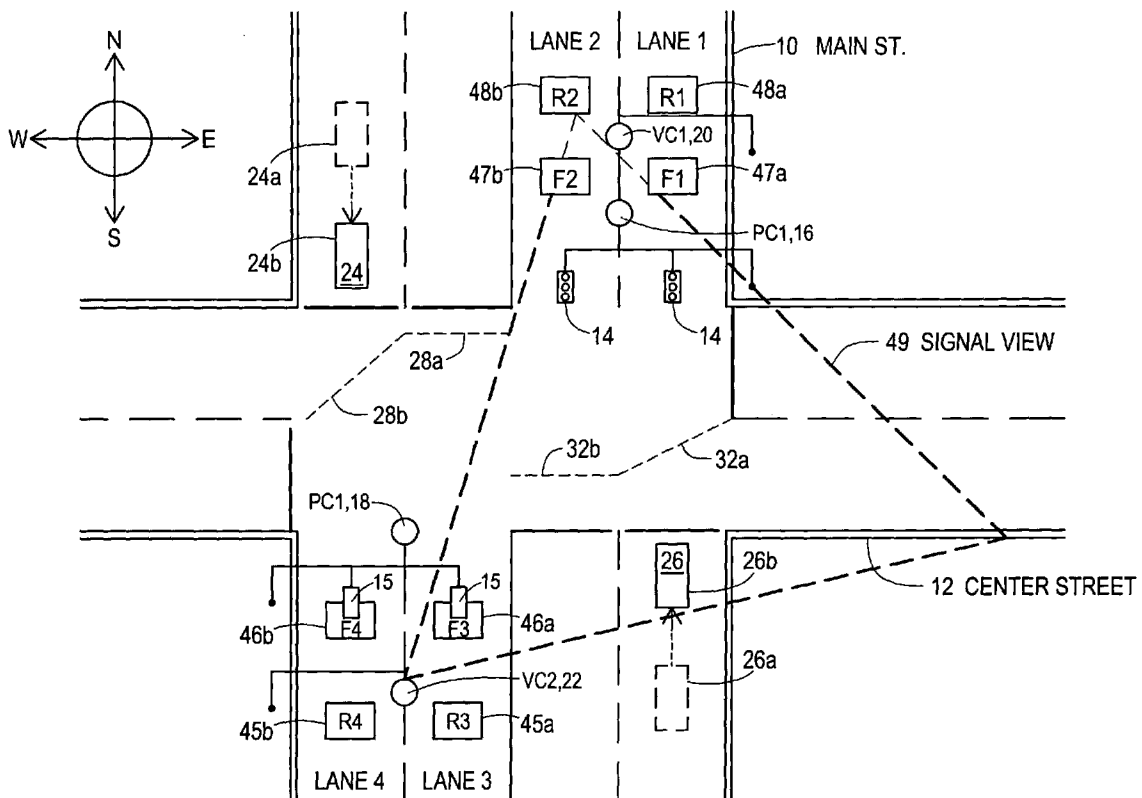 N
W
E
S
LANE 2
LANE 1
10 MAIN ST.
48b
R2
R1
48a
VC1,20
24a
47b
F2
F1
47a
PC1,16
24b
24
14
14
49 SIGNAL VIEW
28a
28b
32b
32a
PC1,18
15
15
26
26b
12 CENTER STREET
46b
F4
F3
46a
VC2,22
26a
45b
R4
R3
45a
LANE 4
LANE 3